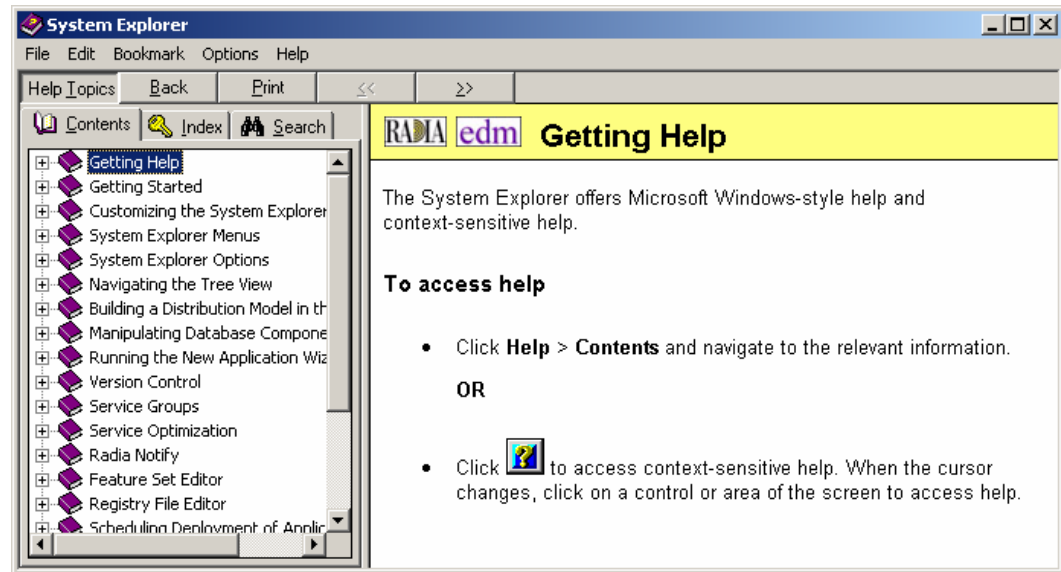 System Explorer
File Edit Bookmark Options Help
Help Topics Back Print << >>
Contents Index Search
Getting Help
Getting Started
Customizing the System Explorer
System Explorer Menus
System Explorer Options
Navigating the Tree View
Building a Distribution Model in th
Manipulating Database Compone
Running the New Application Wiz
Version Control
Service Groups
Service Optimization
Radia Notify
Feature Set Editor
Registry File Editor
Scheduling Deployment of Applic
RADIA edm Getting Help
The System Explorer offers Microsoft Windows-style help and
context-sensitive help.
To access help
• Click Help > Contents and navigate to the relevant information.
OR
• Click ? to access context-sensitive help. When the cursor
changes, click on a control or area of the screen to access help.